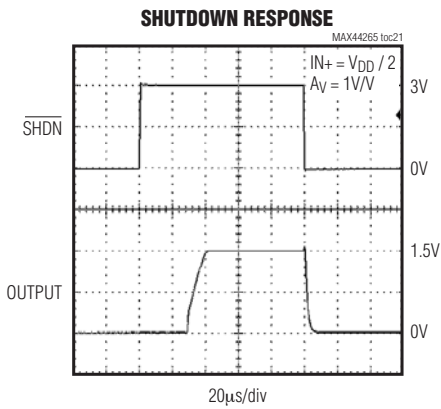 SHUTDOWN RESPONSE
MAX44265 toc21
IN+ = VDD / 2
AV = 1V/V
3V
SHDN
0V
1.5V
OUTPUT
0V
20µs/div